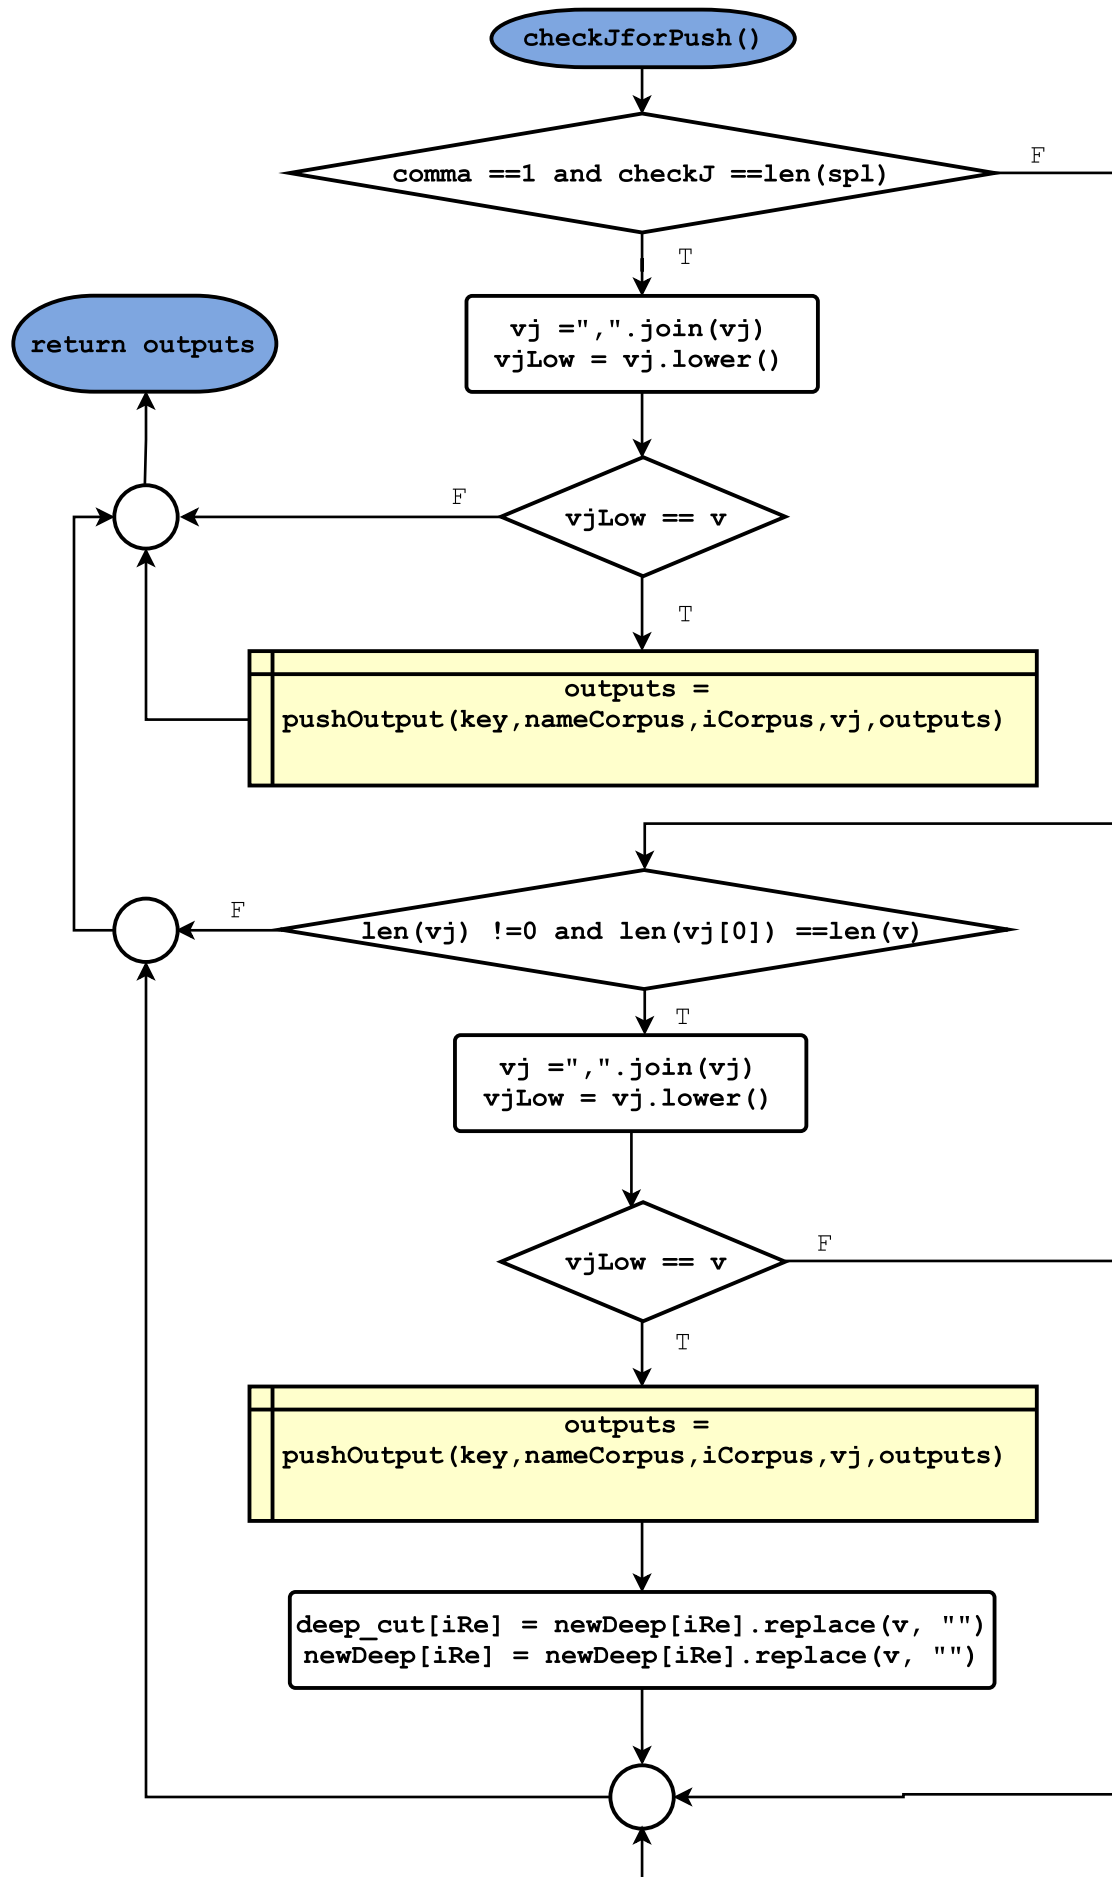 checkJforPush()
comma ==1 and checkJ ==len(spl)
F
T
vj =",".join(vj)
vjLow = vj.lower()
return outputs
F
vjLow == v
T
outputs =
pushOutput(key,nameCorpus,iCorpus,vj,outputs)
F
len(vj) !=0 and len(vj[0]) ==len(v)
T
vj =",".join(vj)
vjLow = vj.lower()
F
vjLow == v
T
outputs =
pushOutput(key,nameCorpus,iCorpus,vj,outputs)
deep_cut[iRe] = newDeep[iRe].replace(v, "")
newDeep[iRe] = newDeep[iRe].replace(v, "")